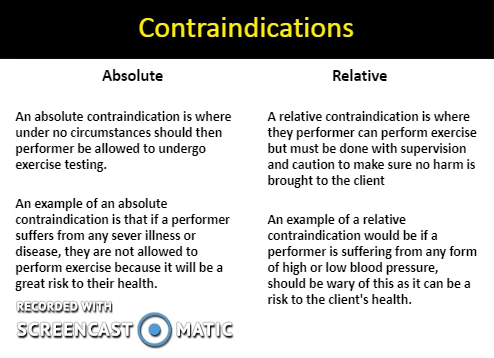 Contraindications
Absolute
An absolute contraindication is where
under no circumstances should then
performer be allowed to undergo
exercise testing.
An example of an absolute
contraindication is that if a performer
suffers from any sever illness or
disease, they are not allowed to
perform exercise because it will be a
great risk to their health.
Relative
A relative contraindication is where
they performer can perform exercise
but must be done with supervision
and caution to make sure no harm is
brought to the client
An example of a relative
contraindication would be if a
performer is suffering from any form
of high or low blood pressure,
should be wary of this as it can be a
risk to the client's health.
RECORDED WITH
SCREENCAST MATIC